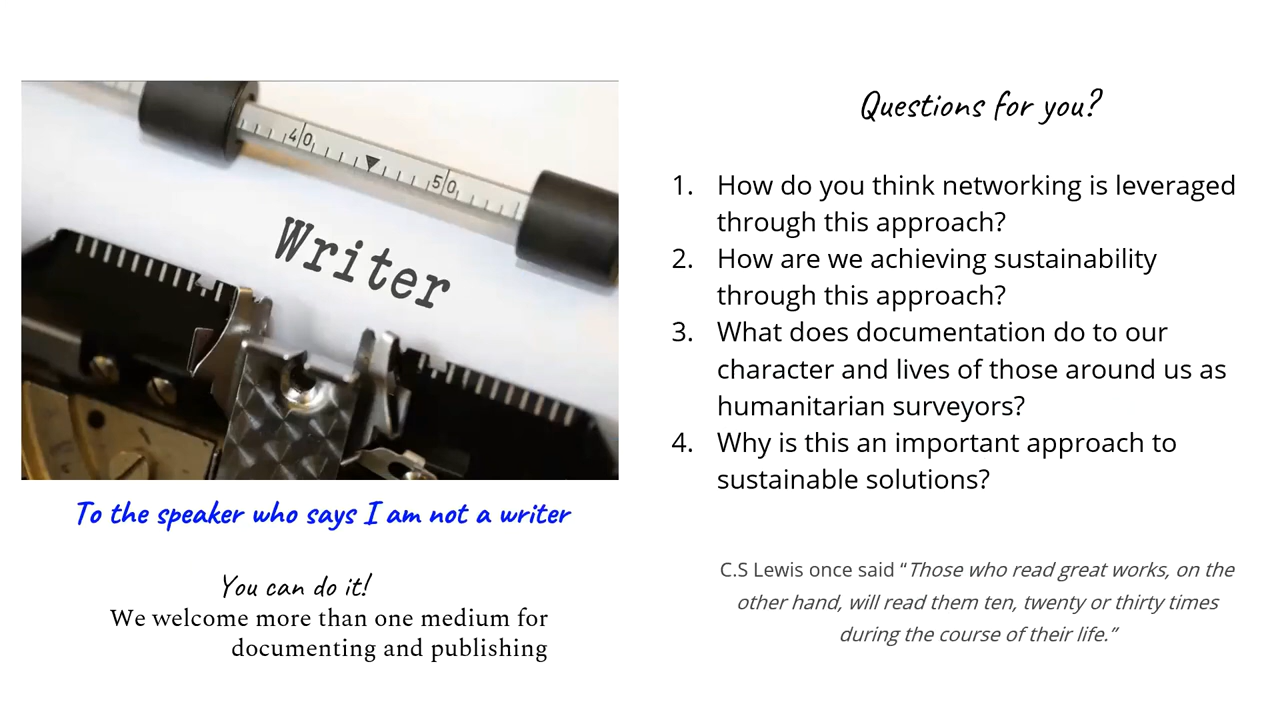 40
50
Writer
To the speaker who says I am not a writer
You can do it!
We welcome more than one medium for
documenting and publishing
Questions for you?
1. How do you think networking is leveraged
through this approach?
2. How are we achieving sustainability
through this approach?
3. What does documentation do to our
character and lives of those around us as
humanitarian surveyors?
4. Why is this an important approach to
sustainable solutions?
C.S Lewis once said “Those who read great works, on the
other hand, will read them ten, twenty or thirty times
during the course of their life.”